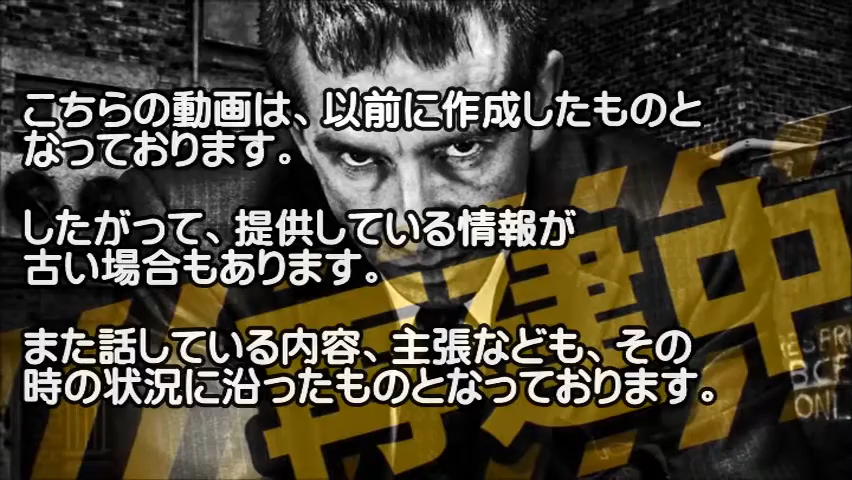 こちらの動画は、以前に作成したものと
なっております。
したがって、提供している情報が
古い場合もあります。
また話している内容、主張なども、その
時の状況に沿ったものとなっております。
再建中